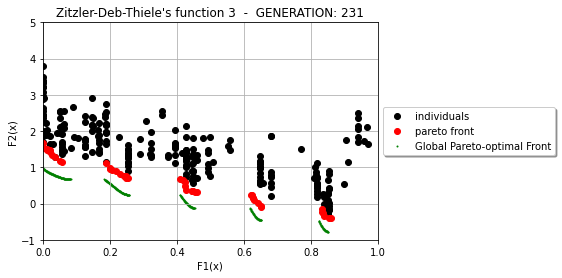 Zitzler-Deb-Thiele's function 3 - GENERATION: 231
5
4
3
2
1
0
−1
F2(x)
0.0 0.2 0.4 0.6 0.8 1.0
F1(x)
individuals
pareto front
Global Pareto-optimal Front